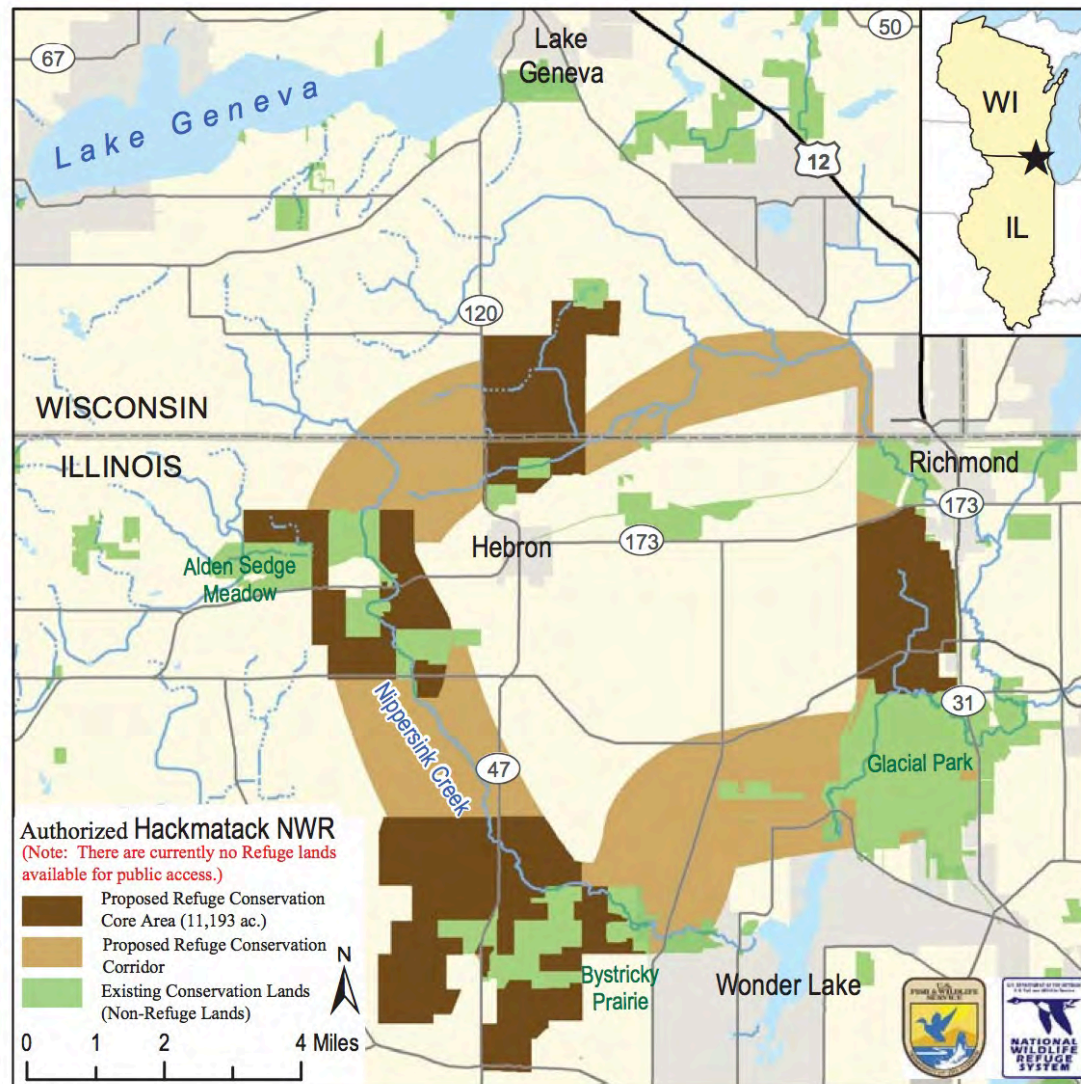 67
Lake
Geneva
50
Lake Geneva
12
WI
IL
120
WISCONSIN
ILLINOIS
Richmond
173
Hebron
173
Alden Sedge
Meadow
Nippersink Creek
31
47
Glacial Park
Authorized Hackmatack NWR
(Note: There are currently no Refuge lands
available for public access.)
Proposed Refuge Conservation
Core Area (11,193 ac.)
Proposed Refuge Conservation
Corridor
Existing Conservation Lands
(Non-Refuge Lands)
N
0 1 2 4 Miles
Bystricky
Prairie
Wonder Lake
U.S.
FISH & WILDLIFE
SERVICE
NATIONAL
WILDLIFE
REFUGE
SYSTEM